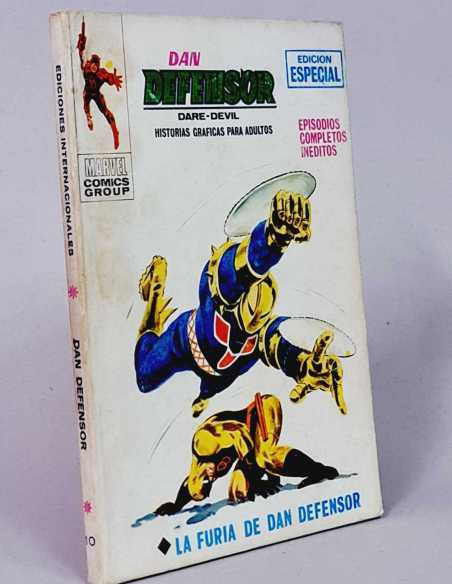 DAN
DEFENSOR
DARE-DEVIL
HISTORIAS GRAFICAS PARA ADULTOS
EDICION
ESPECIAL
EPISODIOS
COMPLETOS
INEDITOS
MARVEL
COMICS
GROUP
LA FURIA DE DAN DEFENSOR
EDICIONES INTERNACIONALES
DAN DEFENSOR
10